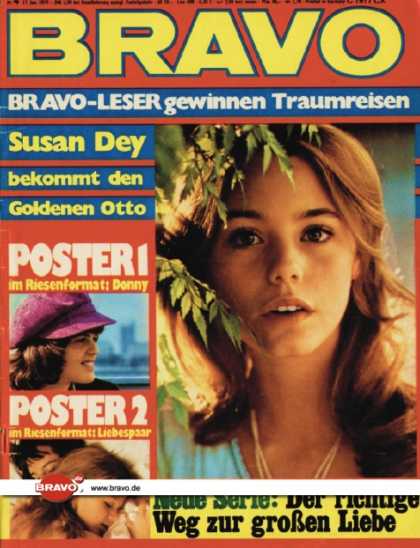 BRAVO
BRAVO-LESER gewinnen Traumreisen
Susan Dey
bekommt den
Goldenen Otto
POSTER 1
im Riesenformat: Donny
POSTER 2
im Riesenformat: Liebespaar
BRAVO
www.bravo.de
Neue Serie: Der richtige
Weg zur großen Liebe